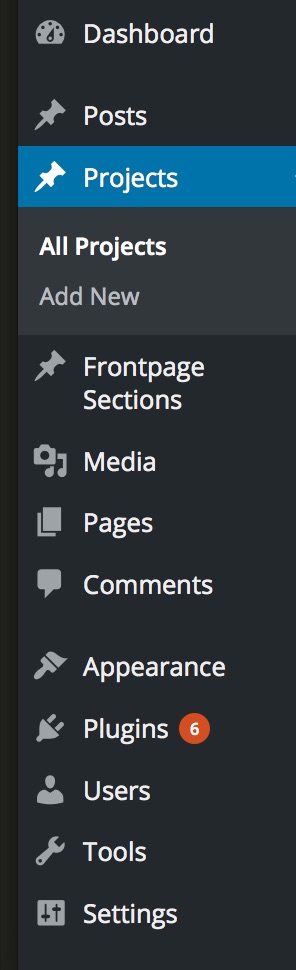 Dashboard
Posts
Projects
All Projects
Add New
Frontpage
Sections
Media
Pages
Comments
Appearance
Plugins 6
Users
Tools
Settings